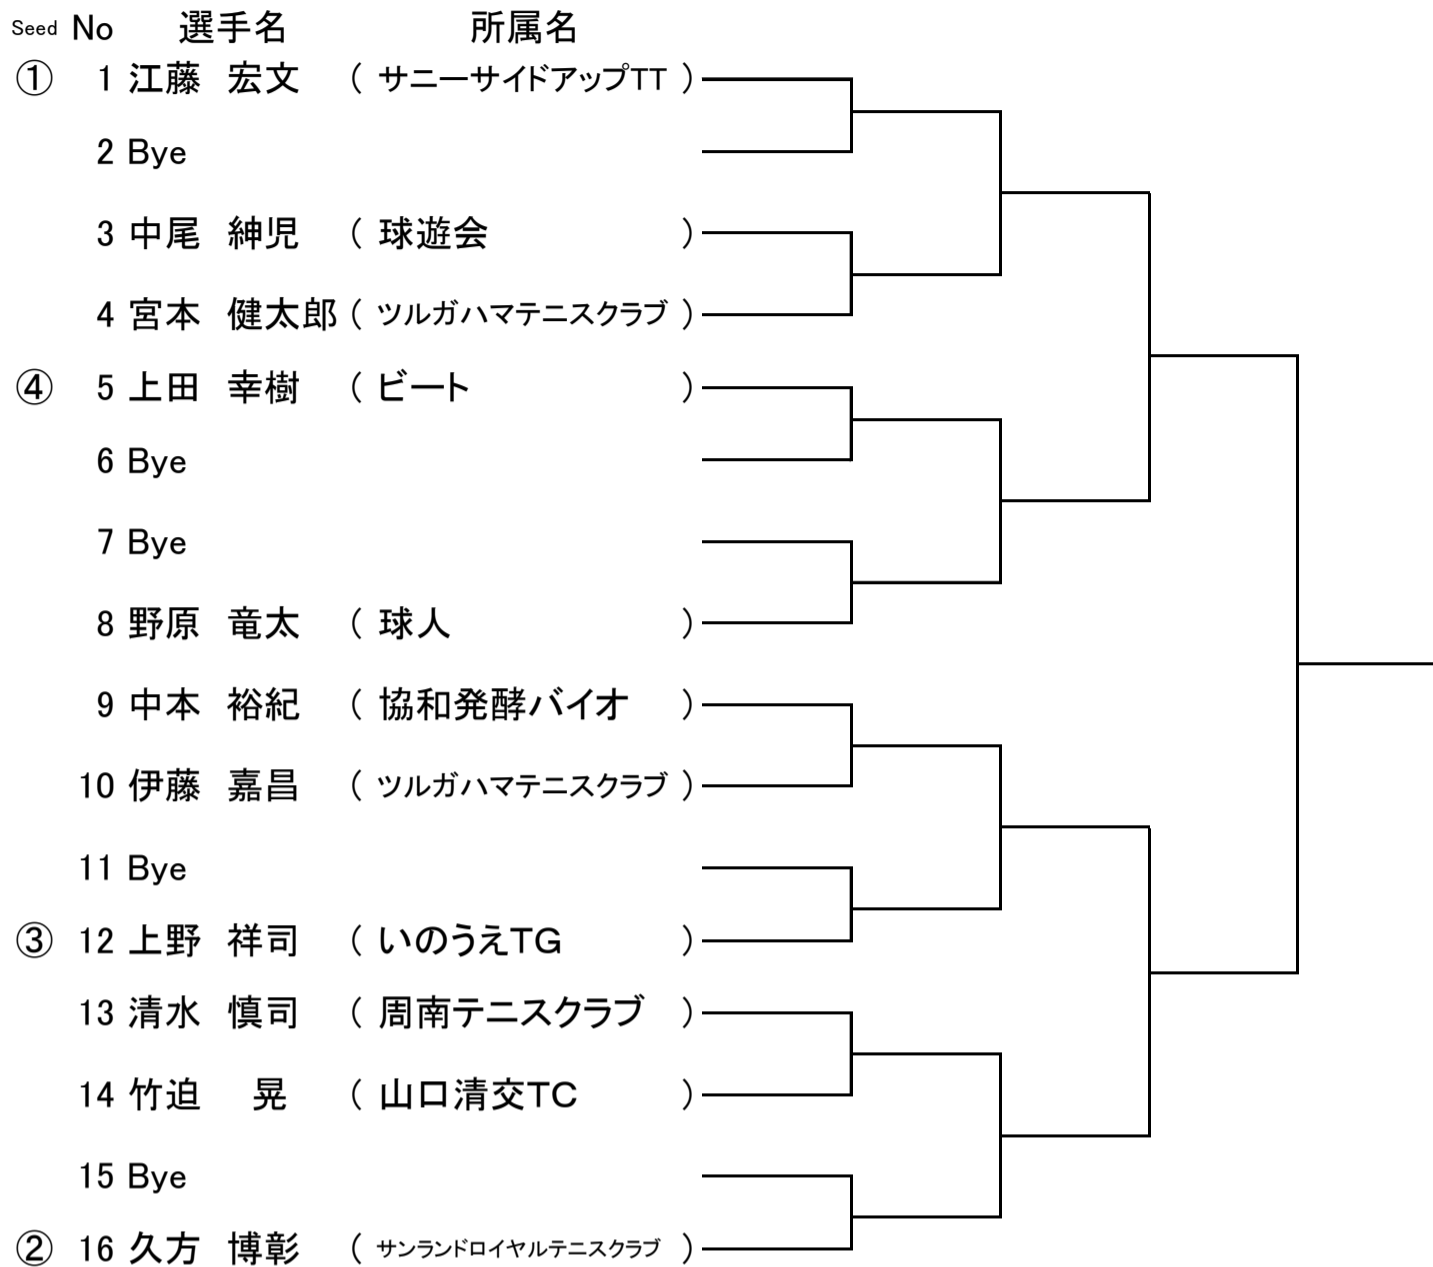 Seed No 選手名 所属名
① 1 江藤 宏文 ( サニーサイドアップTT )
2 Bye
3 中尾 紳児 ( 球遊会 )
4 宮本 健太郎 ( ツルガハマテニスクラブ )
④ 5 上田 幸樹 ( ビート )
6 Bye
7 Bye
8 野原 竜太 ( 球人 )
9 中本 裕紀 ( 協和発酵バイオ )
10 伊藤 嘉昌 ( ツルガハマテニスクラブ )
11 Bye
③ 12 上野 祥司 ( いのうえTG )
13 清水 慎司 ( 周南テニスクラブ )
14 竹迫 晃 ( 山口清交TC )
15 Bye
② 16 久方 博彰 ( サンランドロイヤルテニスクラブ )